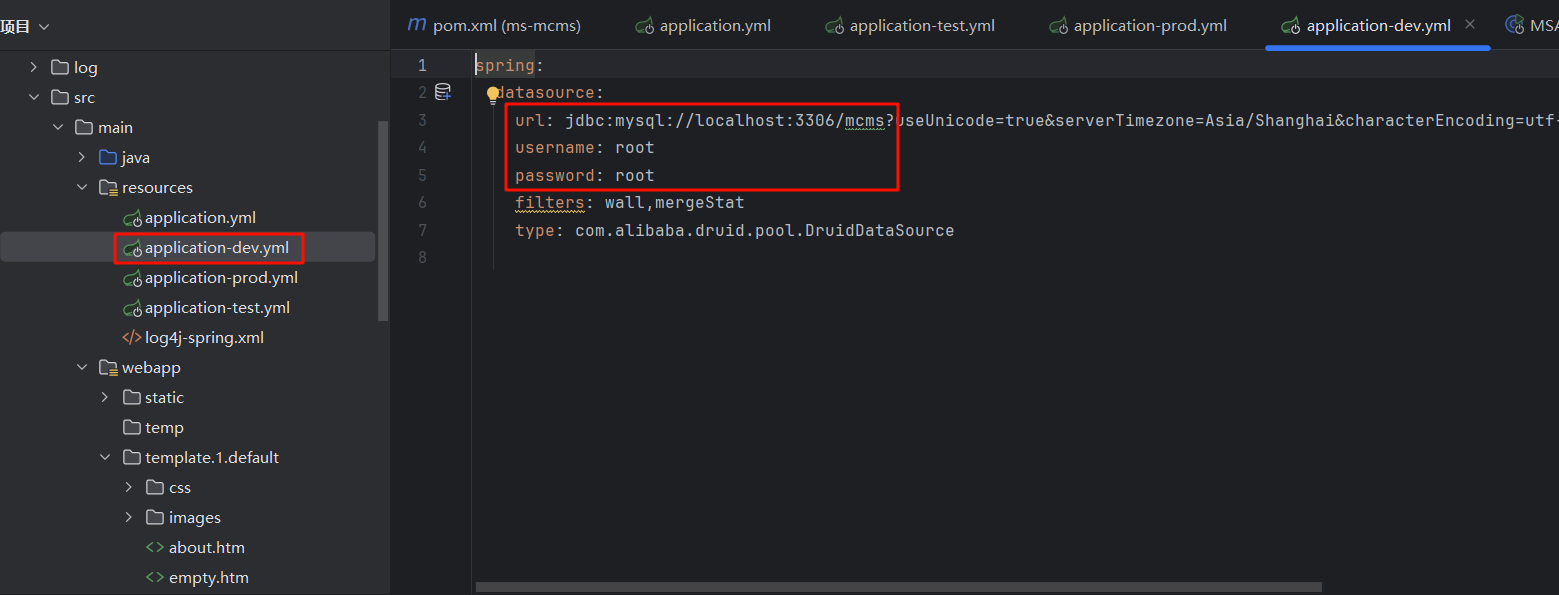 项目
log
src
main
java
resources
application.yml
application-dev.yml
application-prod.yml
application-test.yml
log4j-spring.xml
webapp
static
temp
template.1.default
css
images
about.htm
empty.htm
pom.xml (ms-mcms)
application.yml
application-test.yml
application-prod.yml
application-dev.yml
1 spring:
2 datasource:
3 url: jdbc:mysql://localhost:3306/mcms?useUnicode=true&serverTimezone=Asia/Shanghai&characterEncoding=utf-
4 username: root
5 password: root
6 filters: wall,mergeStat
7 type: com.alibaba.druid.pool.DruidDataSource
8